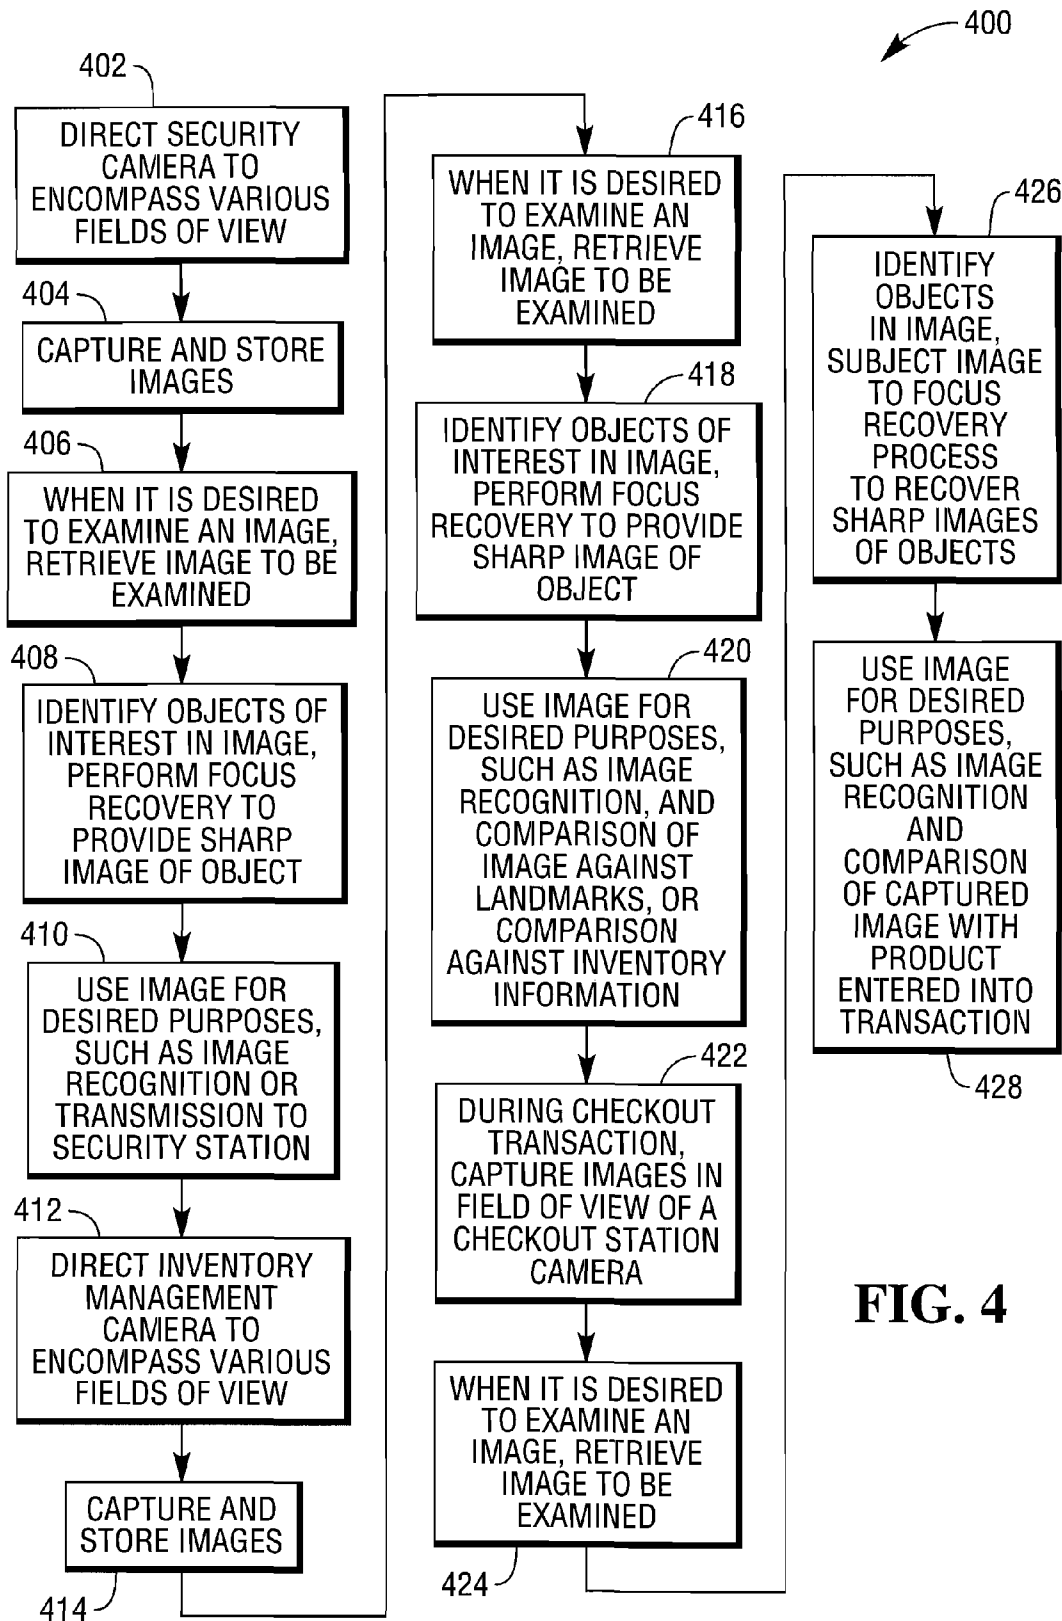 400
402
DIRECT SECURITY
CAMERA TO
ENCOMPASS VARIOUS
FIELDS OF VIEW
404
CAPTURE AND STORE
IMAGES
406
WHEN IT IS DESIRED
TO EXAMINE AN IMAGE,
RETRIEVE IMAGE TO BE
EXAMINED
408
IDENTIFY OBJECTS OF
INTEREST IN IMAGE,
PERFORM FOCUS
RECOVERY TO
PROVIDE SHARP
IMAGE OF OBJECT
410
USE IMAGE FOR
DESIRED PURPOSES,
SUCH AS IMAGE
RECOGNITION OR
TRANSMISSION TO
SECURITY STATION
412
DIRECT INVENTORY
MANAGEMENT
CAMERA TO
ENCOMPASS VARIOUS
FIELDS OF VIEW
CAPTURE AND
STORE IMAGES
414
416
WHEN IT IS DESIRED
TO EXAMINE AN
IMAGE, RETRIEVE
IMAGE TO BE
EXAMINED
418
IDENTIFY OBJECTS OF
INTEREST IN IMAGE,
PERFORM FOCUS
RECOVERY TO PROVIDE
SHARP IMAGE OF
OBJECT
420
USE IMAGE FOR
DESIRED PURPOSES,
SUCH AS IMAGE
RECOGNITION, AND
COMPARISON OF
IMAGE AGAINST
LANDMARKS, OR
COMPARISON
AGAINST INVENTORY
INFORMATION
422
DURING CHECKOUT
TRANSACTION,
CAPTURE IMAGES IN
FIELD OF VIEW OF A
CHECKOUT STATION
CAMERA
WHEN IT IS DESIRED
TO EXAMINE AN
IMAGE, RETRIEVE
IMAGE TO BE
EXAMINED
424
426
IDENTIFY
OBJECTS
IN IMAGE,
SUBJECT IMAGE
TO FOCUS
RECOVERY
PROCESS
TO RECOVER
SHARP IMAGES
OF OBJECTS
USE IMAGE
FOR DESIRED
PURPOSES,
SUCH AS IMAGE
RECOGNITION
AND
COMPARISON
OF CAPTURED
IMAGE WITH
PRODUCT
ENTERED INTO
TRANSACTION
428
FIG. 4